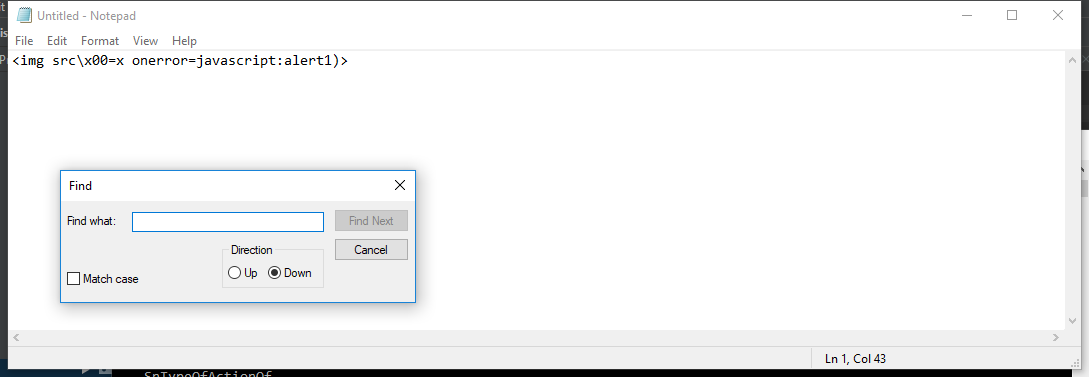 Untitled - Notepad
File Edit Format View Help
<img src\x00=x onerror=javascript:alert1)>
Find
Find what:
Find Next
Direction
Cancel
Up Down
Match case
Ln 1, Col 43
SnTypeOfActionOf